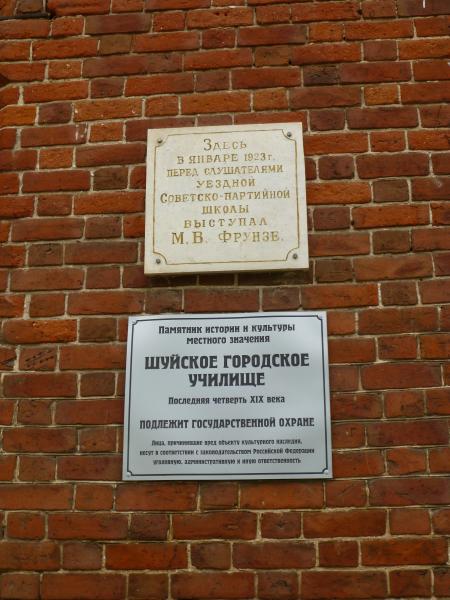 Здесь
в январе 1923 г.
перед слушателями
уездной
Советско-партийной
школы
выступал
М. В. Фрунзе.
Памятник истории и культуры
местного значения
ШУЙСКОЕ ГОРОДСКОЕ
УЧИЛИЩЕ
Последняя четверть XIX века
ПОДЛЕЖИТ ГОСУДАРСТВЕННОЙ ОХРАНЕ
Лица, причинившие вред объекту культурного наследия,
несут в соответствии с законодательством Российской Федерации
уголовную, административную и иную ответственность